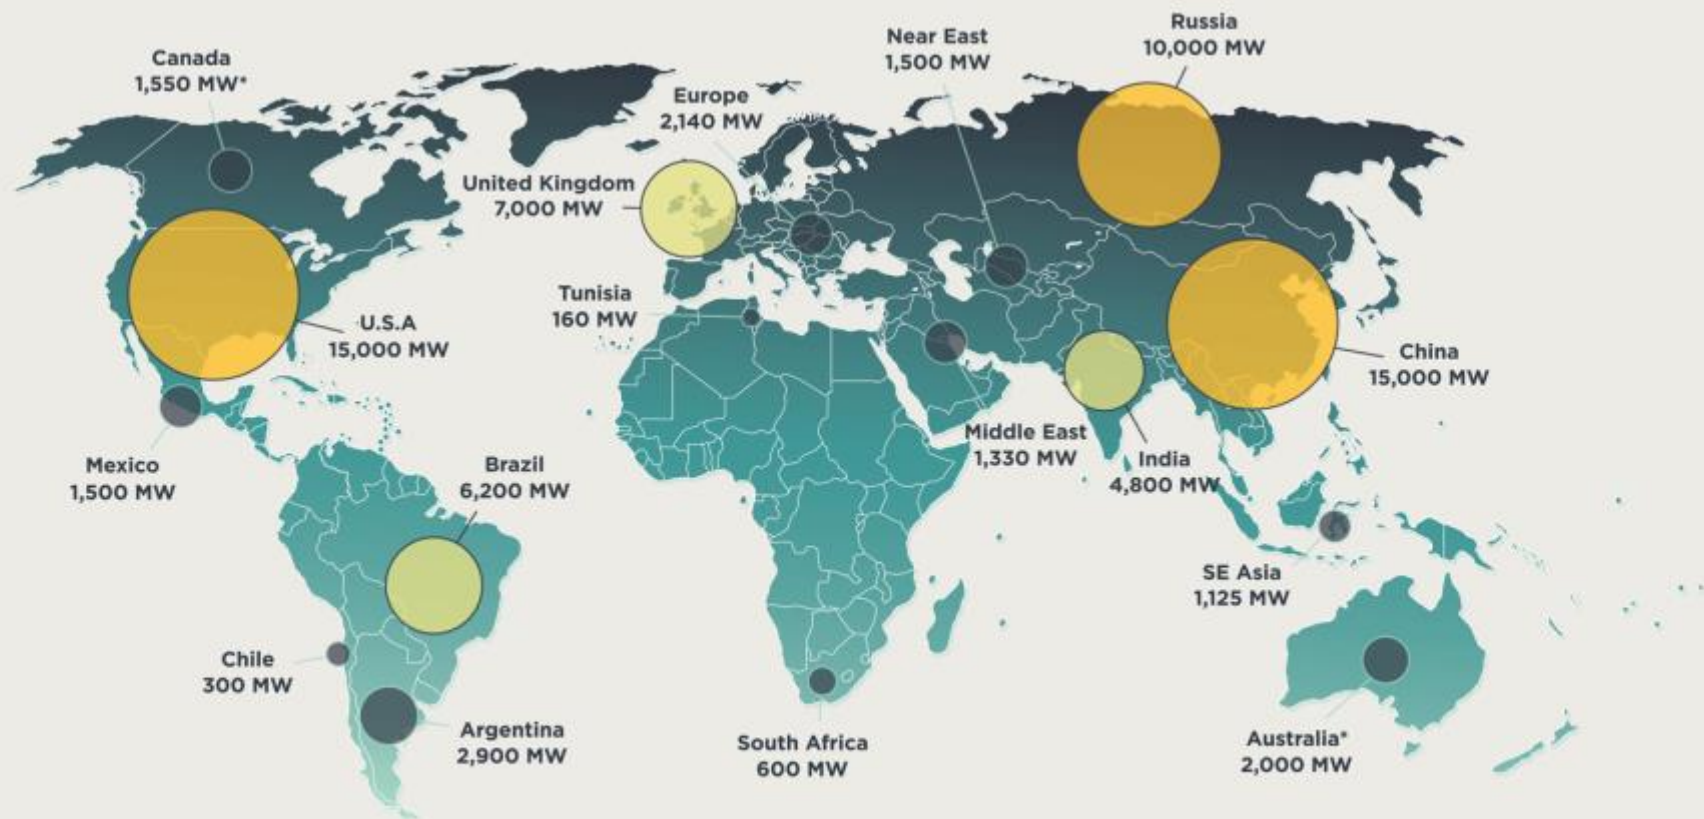 Russia
10,000 MW
Near East
1,500 MW
Canada
1,550 MW*
Europe
2,140 MW
United Kingdom
7,000 MW
Tunisia
160 MW
U.S.A
15,000 MW
China
15,000 MW
Middle East
1,330 MW
India
4,800 MW
Mexico
1,500 MW
Brazil
6,200 MW
SE Asia
1,125 MW
Chile
300 MW
Argentina
2,900 MW
South Africa
600 MW
Australia*
2,000 MW